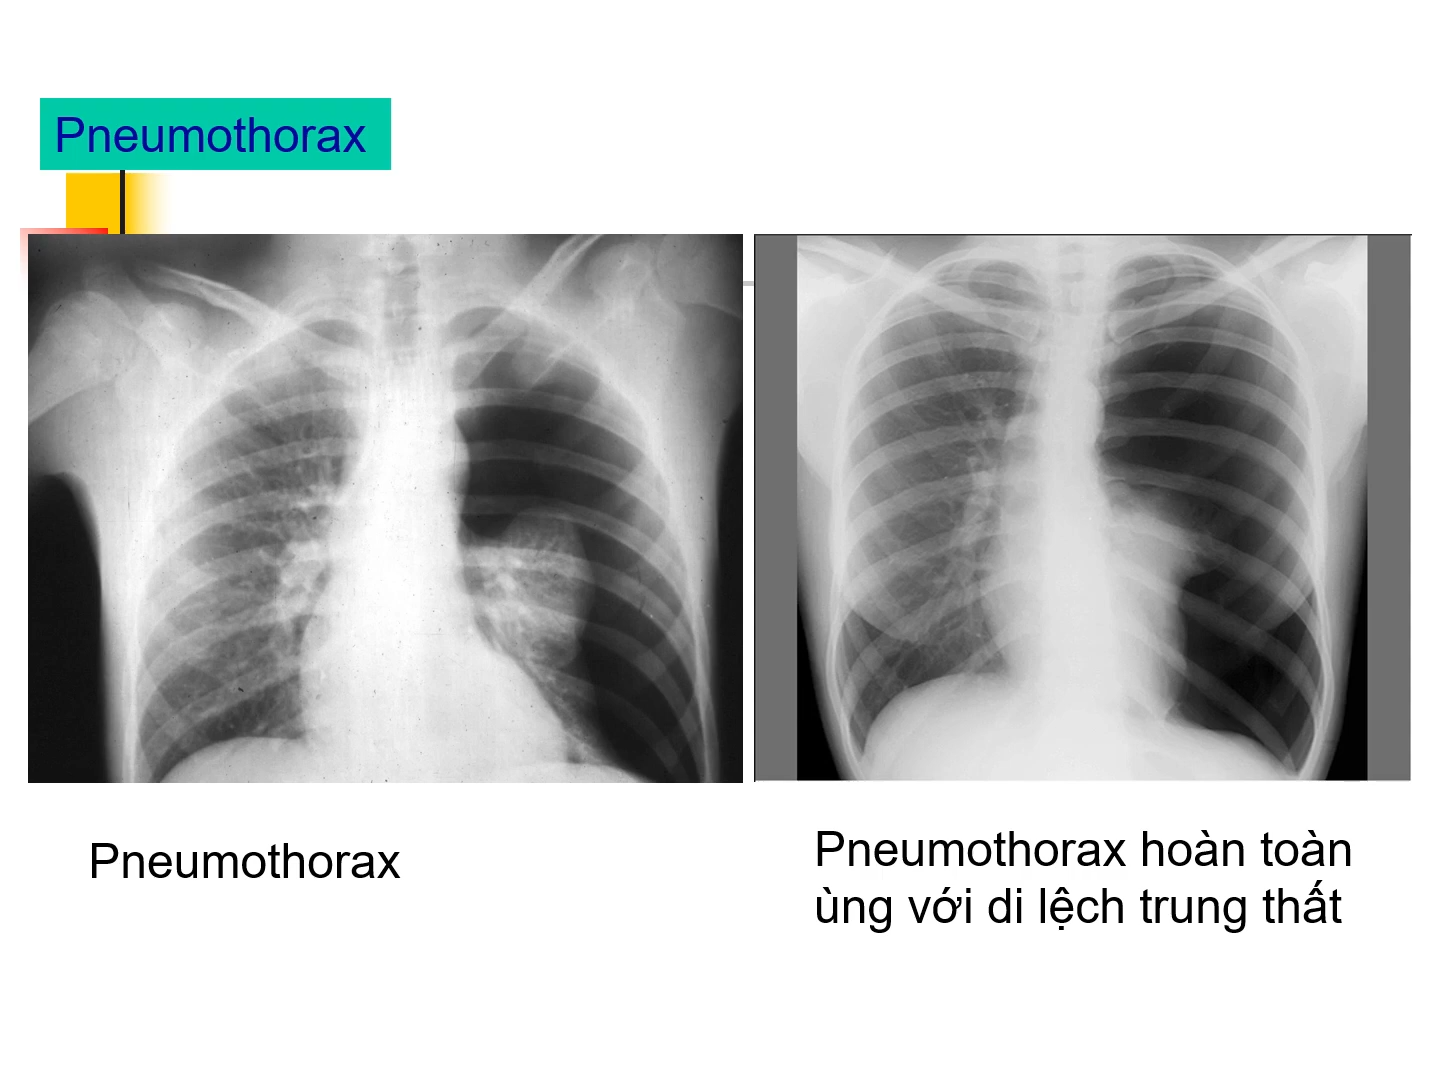 Pneumothorax
Pneumothorax
Pneumothorax hoàn toàn
ùng với di lệch trung thất